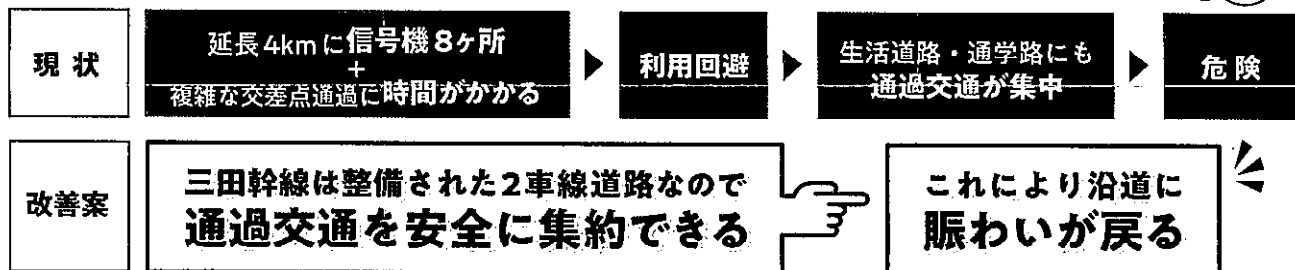 現状
延長4kmに信号機8ヶ所
+
複雑な交差点通過に時間がかかる
▶
利用回避
▶
生活道路・通学路にも
通過交通が集中
▶
危険
改善案
三田幹線は整備された2車線道路なので
通過交通を安全に集約できる
これにより沿道に
賑わいが戻る